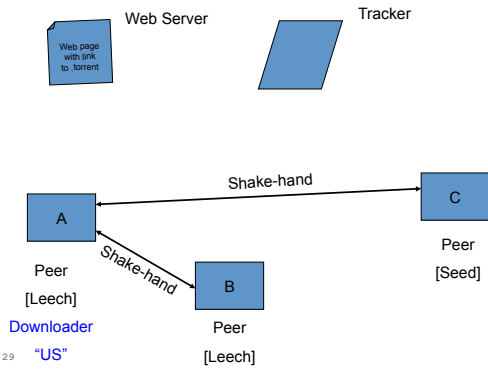 Web Server
Tracker
Web page
with link
to .torrent
Shake-hand
C
A
Peer
[Seed]
Shake-hand
Peer
[Leech]
Downloader
"US"
B
Peer
[Leech]
29